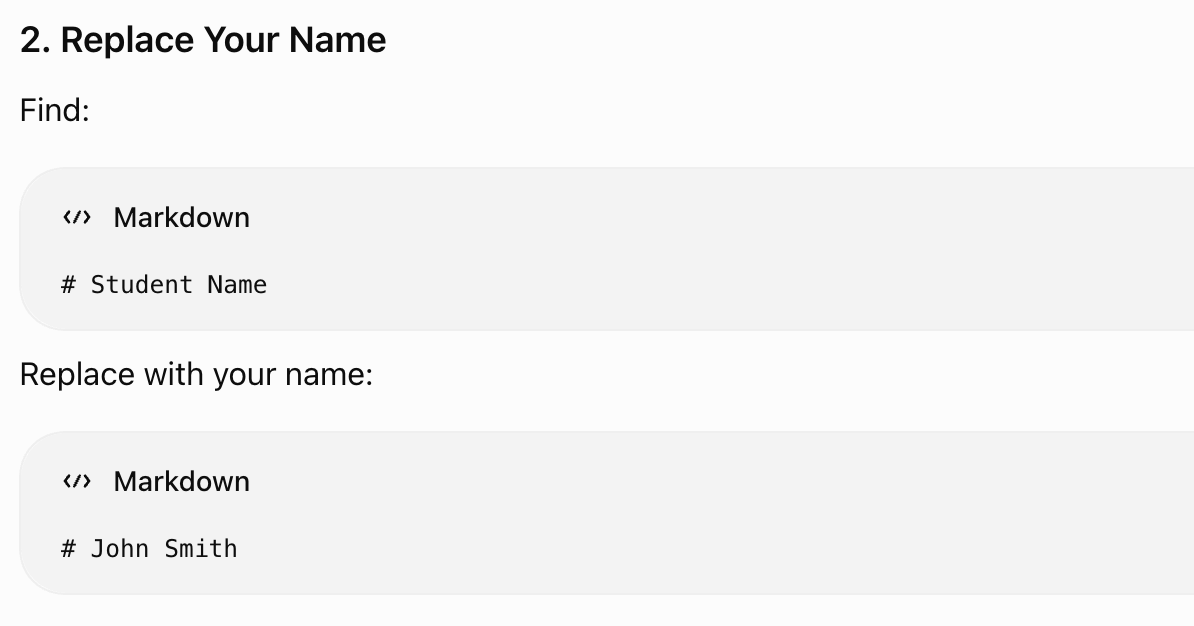 2. Replace Your Name
Find:
Markdown
# Student Name
Replace with your name:
Markdown
# John Smith